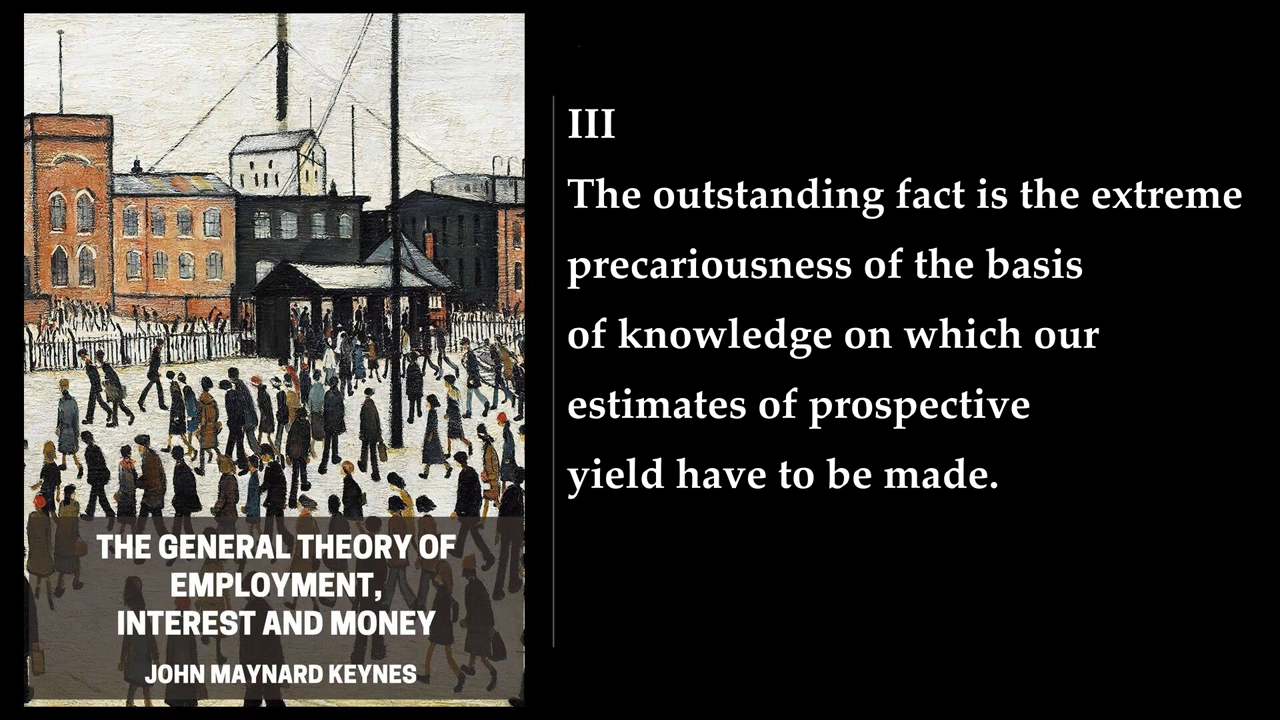 THE GENERAL THEORY OF
EMPLOYMENT,
INTEREST AND MONEY
JOHN MAYNARD KEYNES
III
The outstanding fact is the extreme
precariousness of the basis
of knowledge on which our
estimates of prospective
yield have to be made.